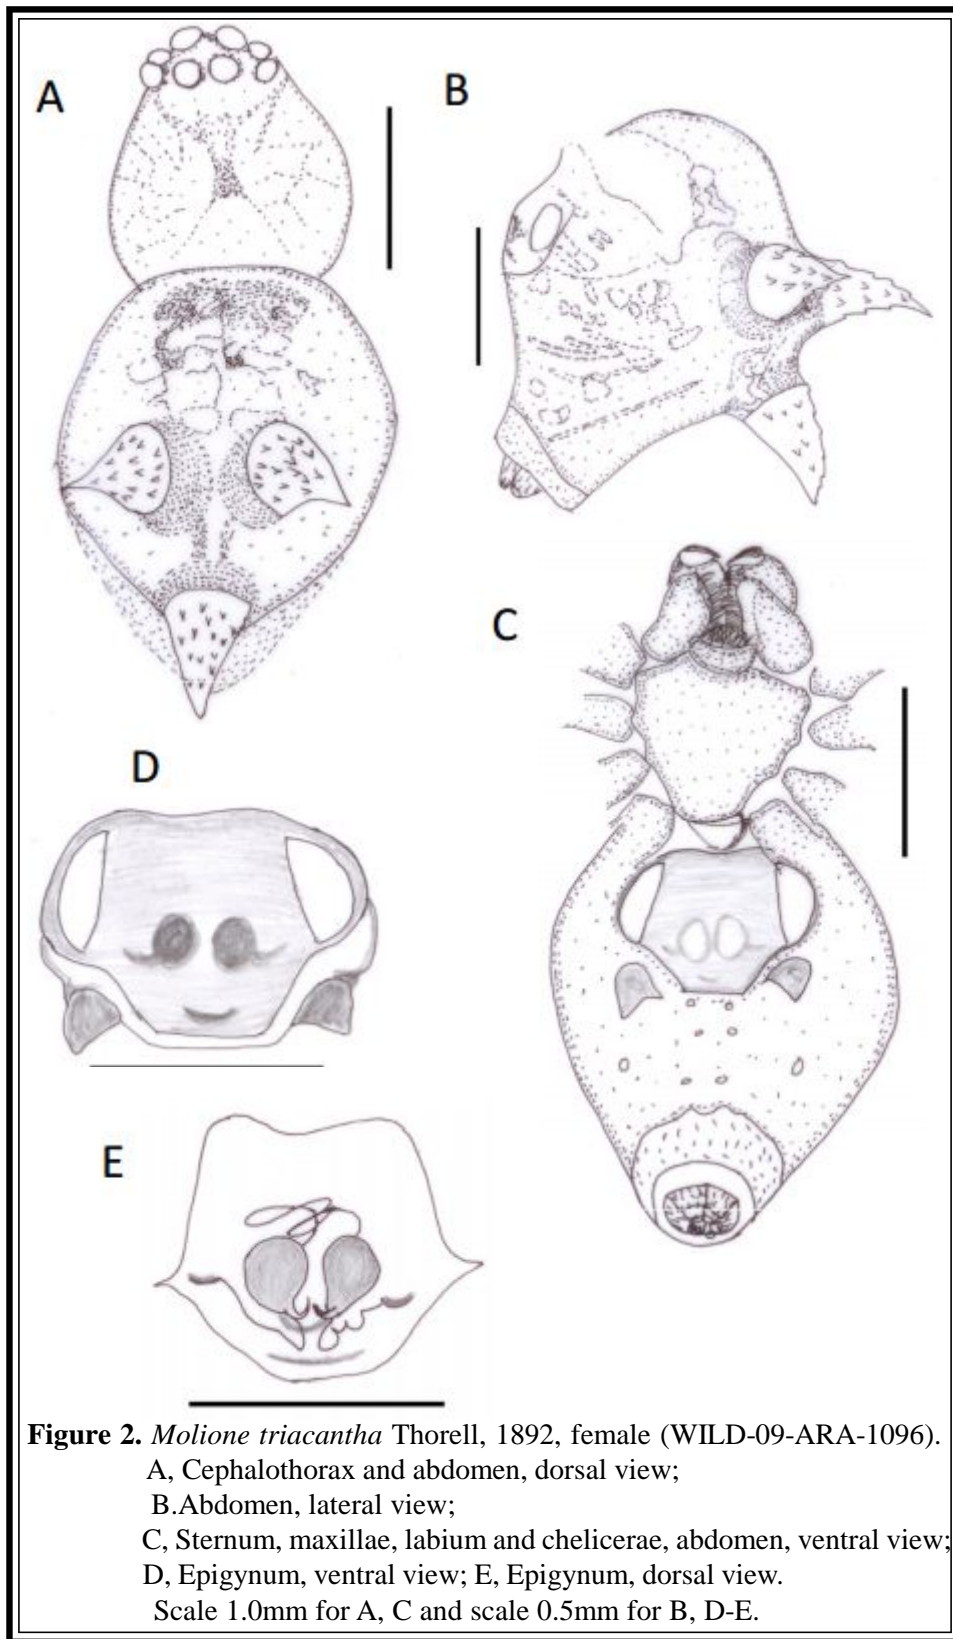 A
B
C
D
E
Figure 2. Molione triacantha Thorell, 1892, female (WILD-09-ARA-1096).
A, Cephalothorax and abdomen, dorsal view;
B.Abdomen, lateral view;
C, Sternum, maxillae, labium and chelicerae, abdomen, ventral view;
D, Epigynum, ventral view; E, Epigynum, dorsal view.
Scale 1.0mm for A, C and scale 0.5mm for B, D-E.